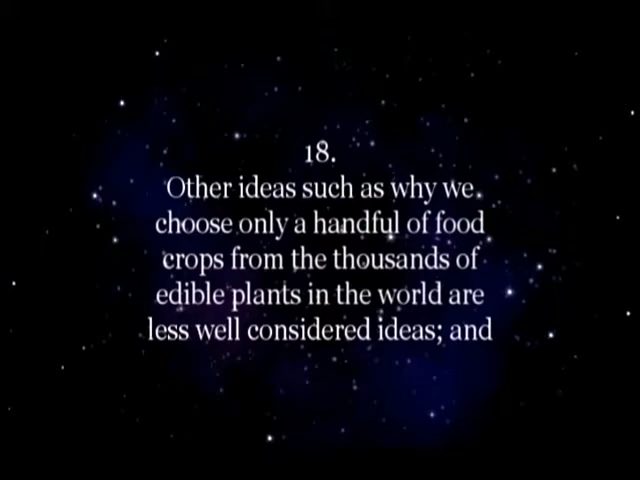 18.
Other ideas such as why we
choose only a handful of food
crops from the thousands of
edible plants in the world are
less well considered ideas; and